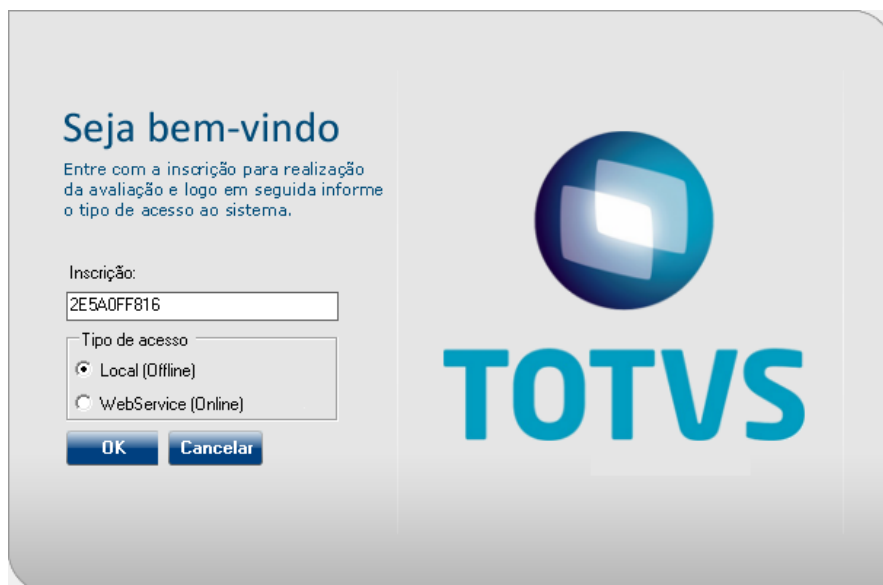 Seja bem-vindo
Entre com a inscrição para realização
da avaliação e logo em seguida informe
o tipo de acesso ao sistema.
Inscrição:
2E5A0FF816
Tipo de acesso
Local (Offline)
WebService (Online)
OK Cancelar
TOTVS